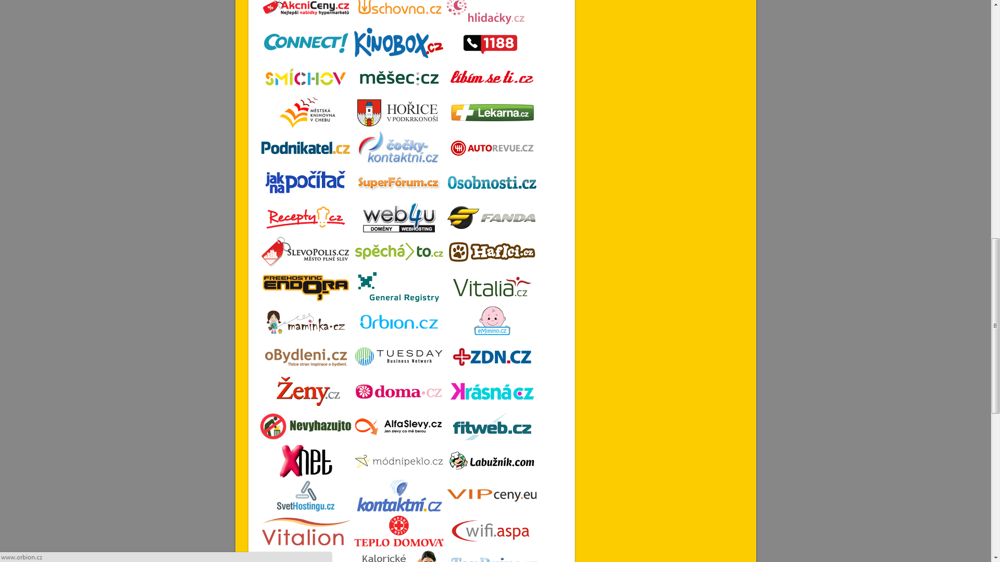 AkcniCeny.cz
Nejlepší nabídky hypermarketů
Uschovna.cz
hlidacky.cz
CONNECT!
KINOBOX.CZ
1188
SMÍCHOV
měšec:cz
líbím se ti.cz
MĚSTSKÁ
KNIHOVNA
V CHEBU
HOŘICE
V PODKRKONOŠÍ
Lekarna.cz
Podnikatel.cz
čočky-
kontaktní.cz
AUTOREVUE.CZ
jak
na
počítač
SuperFórum.cz
Osobnosti.cz
Recepty.cz
web4u
DOMÉNY WEBHOSTING
FANDA
SLEVOPOLIS.CZ
MĚSTO PLNÉ SLEV
spěchá to.cz
Hafíci.cz
FREEHOSTING
ENDORA
General Registry
Vitalia.cz
maminka.cz
Orbion.cz
eMimino.cz
oBydleni.cz
Tisíce stran inspirace o bydlení.
TUESDAY
Business Network
ZDN.CZ
Ženy.cz
doma.cz
Krásná.cz
Nevyhazujto
AlfaSlevy.cz
Jen slevy co mě berou
fitweb.cz
Xnet
módnípeklo.cz
Labužník.com
SvetHostingu.cz
kontaktní.cz
VIPceny.eu
Vitalion
CHRÁNÍ
A HŘEJE
TEPLO DOMOVA®
wifi.aspa
www.orbion.cz
Kalorické